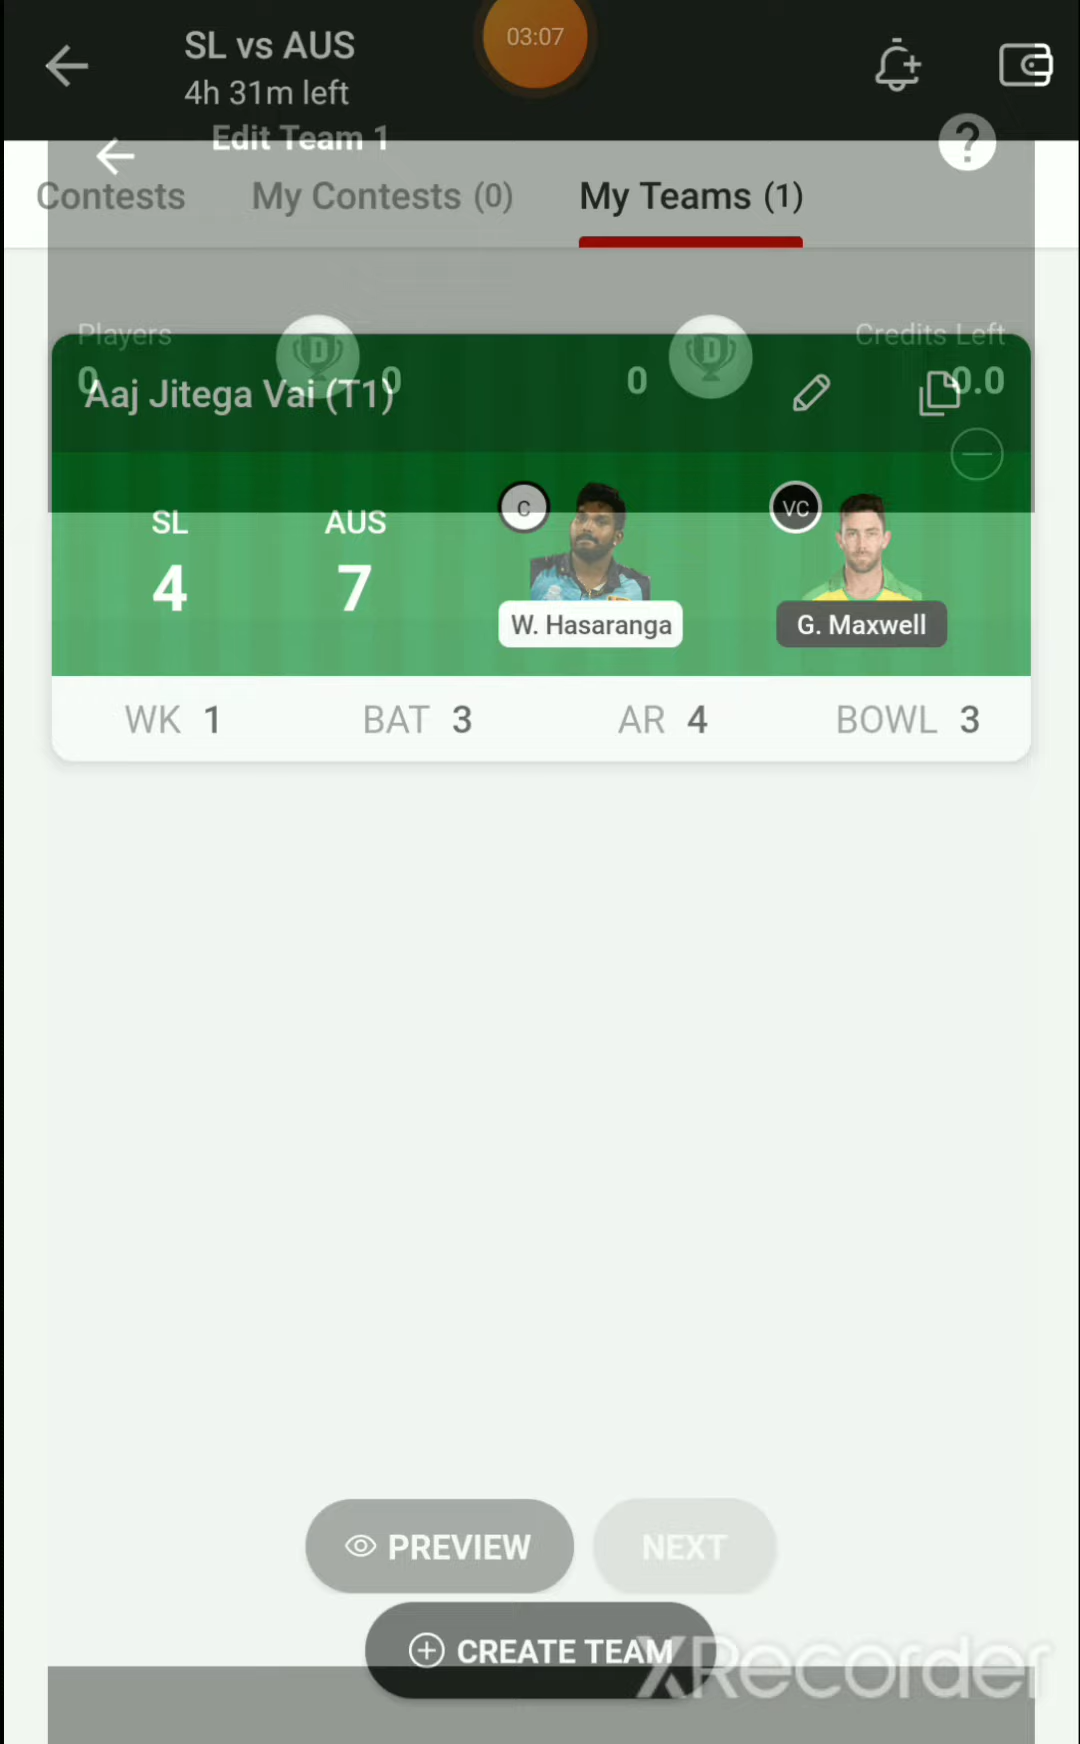 SL vs AUS
03:07
4h 31m left
Edit Team 1
?
Contests My Contests (0) My Teams (1)
Players Credits Left
D D
0 0 0 0.0
Aaj Jitega Vai (T1)
C VC
SL AUS
4 7
W. Hasaranga G. Maxwell
WK 1 BAT 3 AR 4 BOWL 3
PREVIEW NEXT
CREATE TEAM
XRecorder